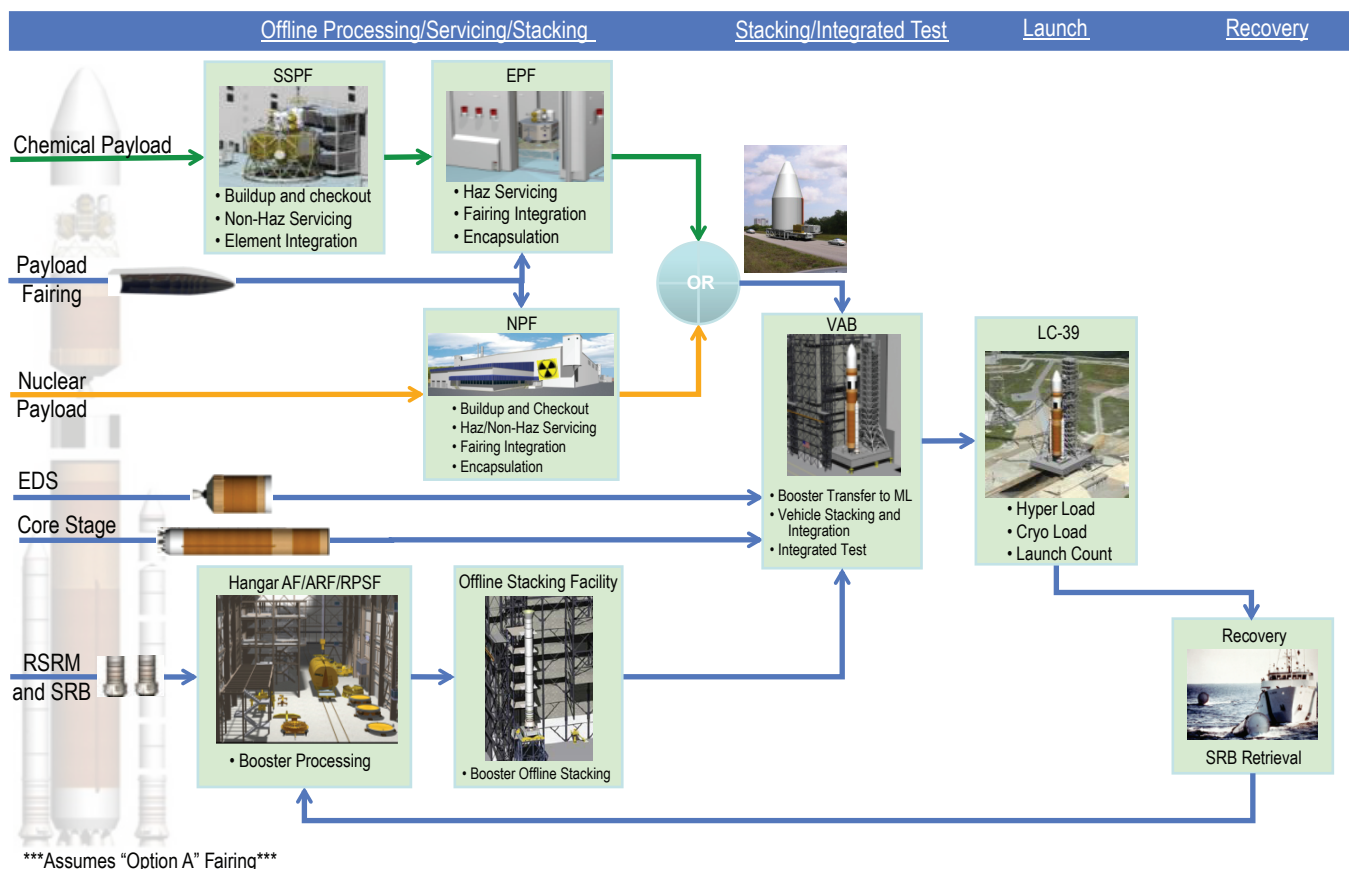 Offline Processing/Servicing/Stacking
Stacking/Integrated Test
Launch
Recovery
SSPF
• Buildup and checkout
• Non-Haz Servicing
• Element Integration
EPF
• Haz Servicing
• Fairing Integration
• Encapsulation
Chemical Payload
Payload
Fairing
OR
NPF
• Buildup and Checkout
• Haz/Non-Haz Servicing
• Fairing Integration
• Encapsulation
Nuclear
Payload
VAB
• Booster Transfer to ML
• Vehicle Stacking and
Integration
• Integrated Test
LC-39
• Hyper Load
• Cryo Load
• Launch Count
EDS
Core Stage
Hangar AF/ARF/RPSF
• Booster Processing
Offline Stacking Facility
• Booster Offline Stacking
RSRM
and SRB
Recovery
SRB Retrieval
***Assumes “Option A” Fairing***